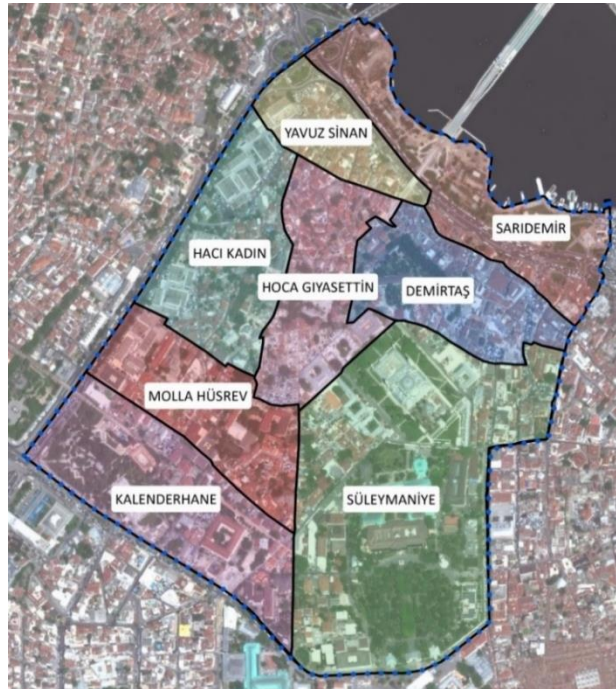 YAVUZ SİNAN
SARIDEMİR
HACI KADIN
HOCA GIYASETTİN
DEMİRTAŞ
MOLLA HÜSREV
KALENDERHANE
SÜLEYMANİYE